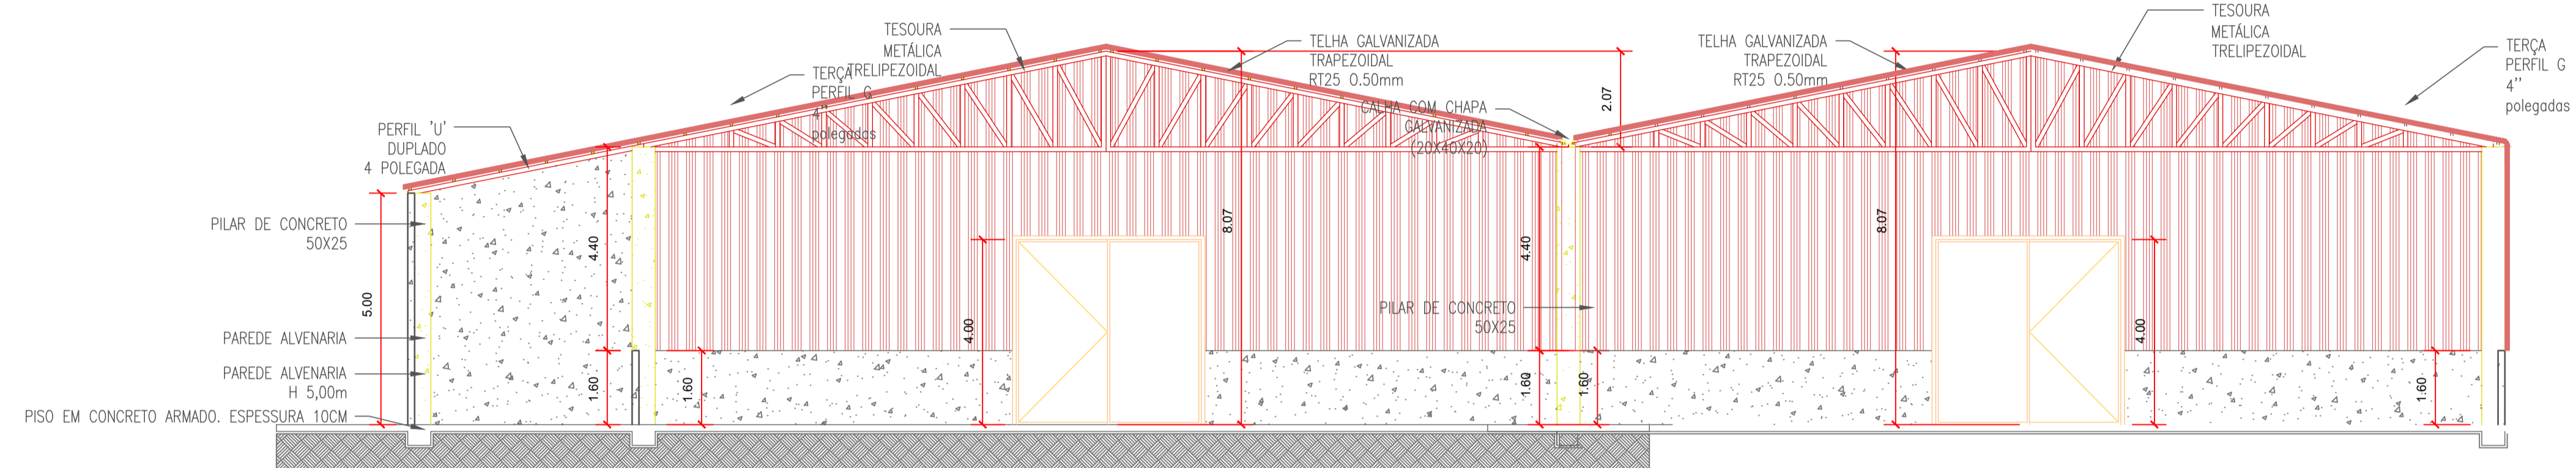 TESOURA
METÁLICA
TRELIPEZOIDAL
TERÇA
PERFIL G
4''
polegadas
PERFIL 'U'
DUPLADO
4 POLEGADA
TELHA GALVANIZADA
TRAPEZOIDAL
RT25 0.50mm
CALHA COM CHAPA
GALVANIZADA
(20X40X20)
2.07
TELHA GALVANIZADA
TRAPEZOIDAL
RT25 0.50mm
TESOURA
METÁLICA
TRELIPEZOIDAL
TERÇA
PERFIL G
4''
polegadas
PILAR DE CONCRETO
50X25
5.00
4.40
8.07
4.40
8.07
PILAR DE CONCRETO
50X25
4.00
4.00
PAREDE ALVENARIA
PAREDE ALVENARIA
H 5,00m
1.60
1.60
1.60
1.60
1.60
PISO EM CONCRETO ARMADO. ESPESSURA 10CM